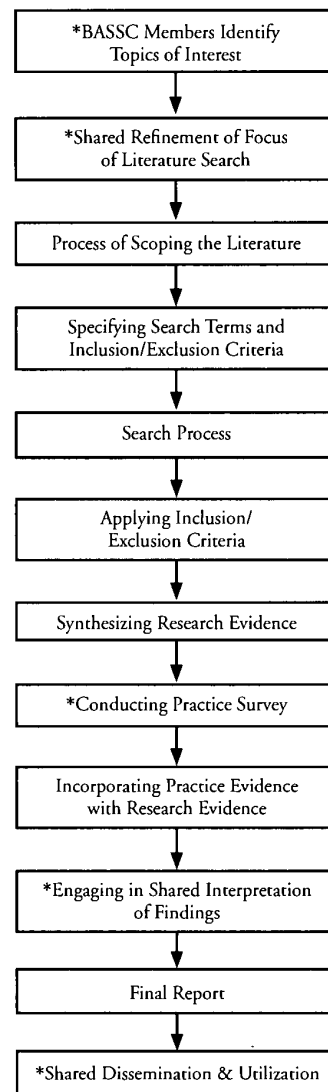 *BASSC Members Identify
Topics of Interest
*Shared Refinement of Focus
of Literature Search
Process of Scoping the Literature
Specifying Search Terms and
Inclusion/Exclusion Criteria
Search Process
Applying Inclusion/
Exclusion Criteria
Synthesizing Research Evidence
*Conducting Practice Survey
Incorporating Practice Evidence
with Research Evidence
*Engaging in Shared Interpretation
of Findings
Final Report
*Shared Dissemination & Utilization